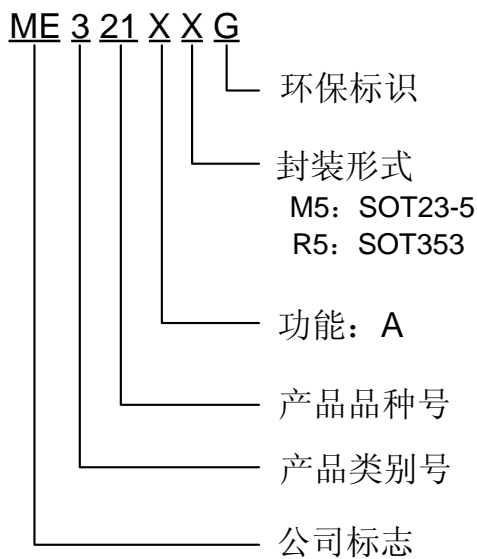 ME 3 21 X X G
环保标识
封装形式
M5：SOT23-5
R5：SOT353
功能：A
产品品种号
产品类别号
公司标志